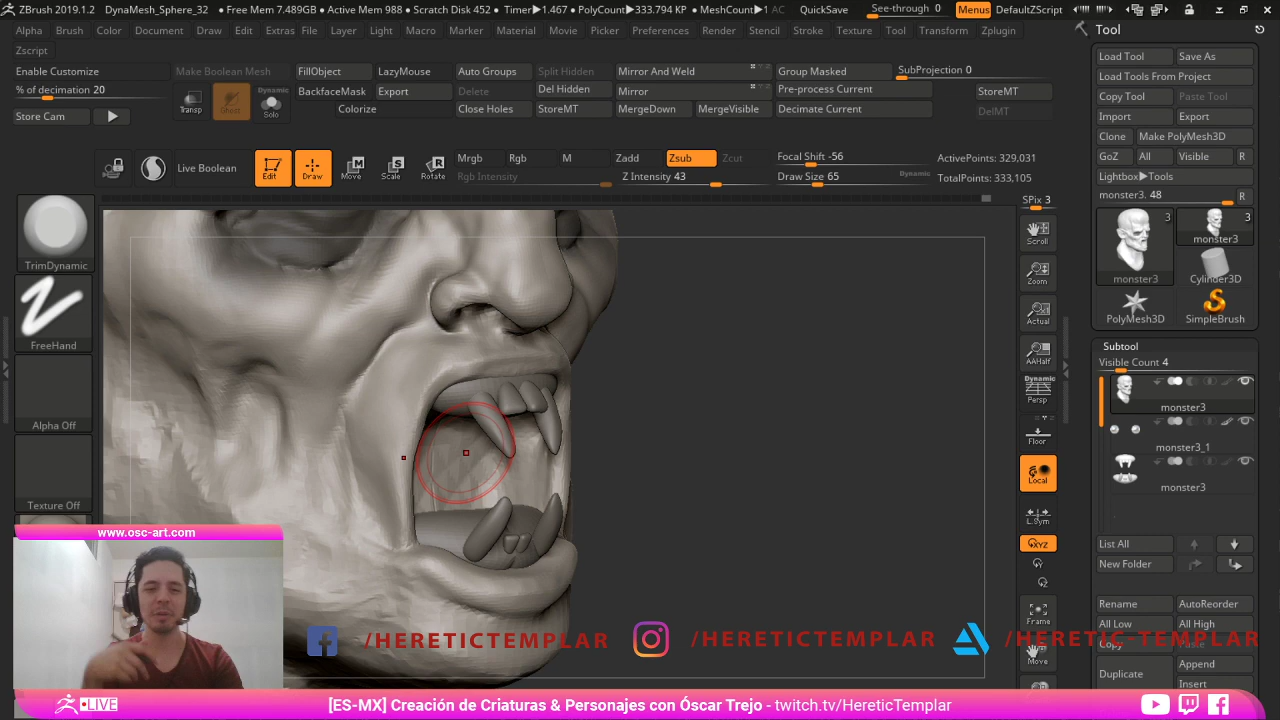 ZBrush 2019.1.2 DynaMesh_Sphere_32 • Free Mem 7.489GB • Active Mem 988 • Scratch Disk 452 • Timer▶1.467 • PolyCount▶333.794 KP • MeshCount▶1 AC QuickSave See-through 0 Menus DefaultZScript
Alpha Brush Color Document Draw Edit Extras File Layer Light Macro Marker Material Movie Picker Preferences Render Stencil Stroke Texture Tool Transform Zplugin
Zscript
Enable Customize Make Boolean Mesh FillObject LazyMouse Auto Groups Split Hidden Mirror And Weld Group Masked SubProjection 0
% of decimation 20 Transp Ghost Dynamic Solo BackfaceMask Export Delete Del Hidden Mirror Pre-process Current StoreMT
Store Cam Colorize Close Holes StoreMT MergeDown MergeVisible Decimate Current DelMT
Live Boolean Edit Draw Move Scale Rotate Mrgb Rgb M Zadd Zsub Zcut Focal Shift -56 ActivePoints: 329,031
Rgb Intensity Z Intensity 43 Draw Size 65 Dynamic TotalPoints: 333,105
TrimDynamic
FreeHand
Alpha Off
Texture Off
SPix 3
Scroll
Zoom
Actual
AAHalf
Dynamic
Persp
Floor
Local
L.Sym
XYZ
Frame
Move
Tool
Load Tool Save As
Load Tools From Project
Copy Tool Paste Tool
Import Export
Clone Make PolyMesh3D
GoZ All Visible R
Lightbox▶Tools
monster3. 48 R
3 3
monster3
monster3 Cylinder3D
PolyMesh3D SimpleBrush
Subtool
Visible Count 4
monster3
monster3_1
monster3
List All
New Folder
Rename AutoReorder
All Low All High
Copy Paste
Duplicate Append
Insert
www.osc-art.com
/HERETICTEMPLAR /HERETICTEMPLAR /HERETIC_TEMPLAR
LIVE [ES-MX] Creación de Criaturas & Personajes con Óscar Trejo - twitch.tv/HereticTemplar